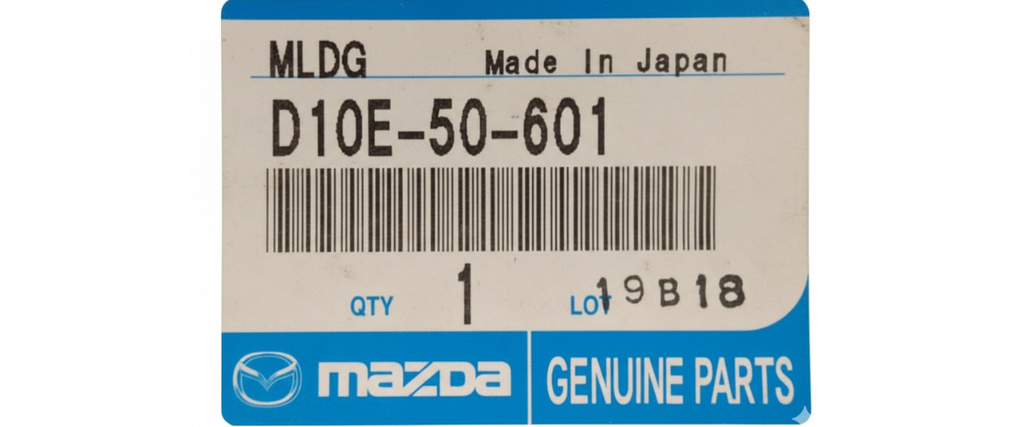 MLDG Made In Japan
D10E-50-601
QTY 1 LOT 19B18
mazda GENUINE PARTS